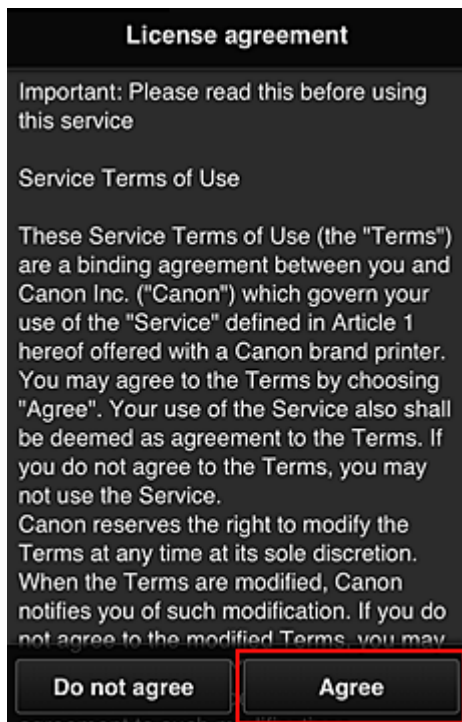 License agreement
Important: Please read this before using
this service
Service Terms of Use
These Service Terms of Use (the "Terms")
are a binding agreement between you and
Canon Inc. ("Canon") which govern your
use of the "Service" defined in Article 1
hereof offered with a Canon brand printer.
You may agree to the Terms by choosing
"Agree". Your use of the Service also shall
be deemed as agreement to the Terms. If
you do not agree to the Terms, you may
not use the Service.
Canon reserves the right to modify the
Terms at any time at its sole discretion.
When the Terms are modified, Canon
notifies you of such modification. If you do
not agree to the modified Terms, you may
Do not agree
Agree